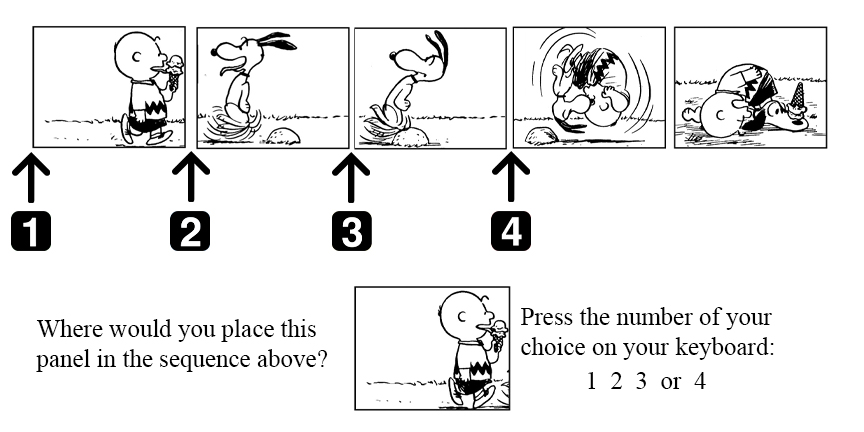 1
2
3
4
Where would you place this
panel in the sequence above?
Press the number of your
choice on your keyboard:
1 2 3 or 4